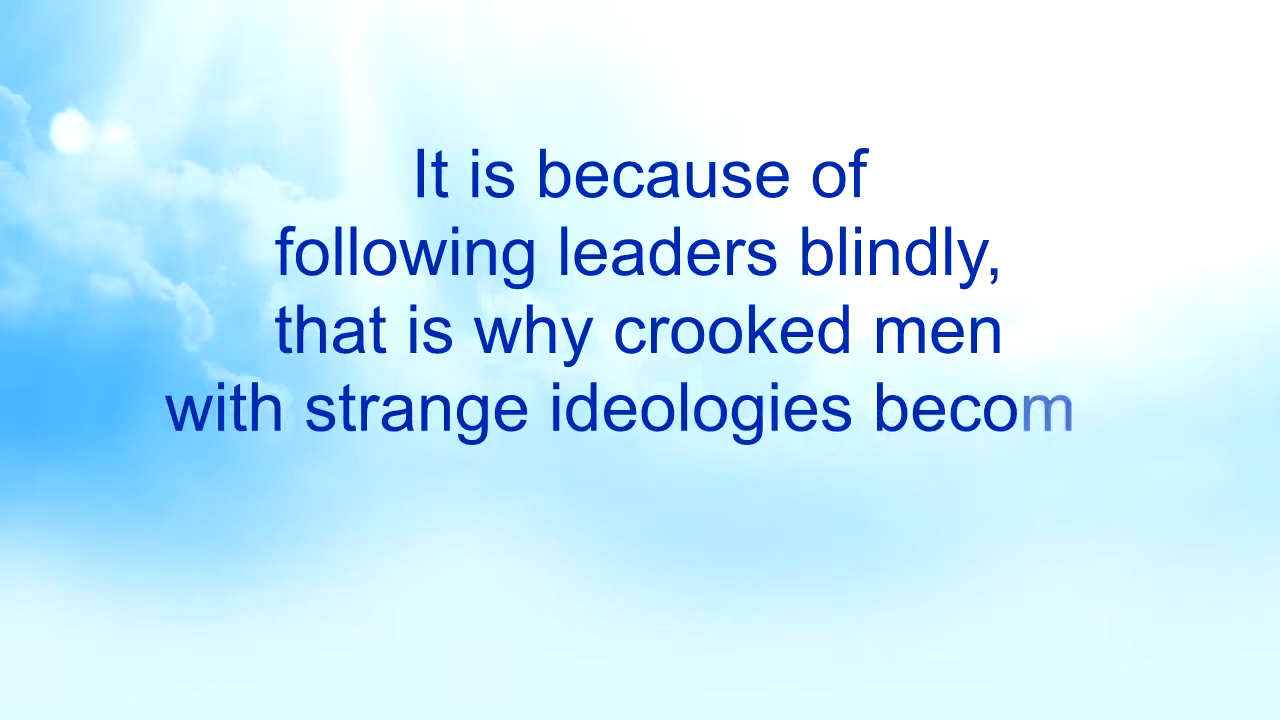 It is because of
following leaders blindly,
that is why crooked men
with strange ideologies becom